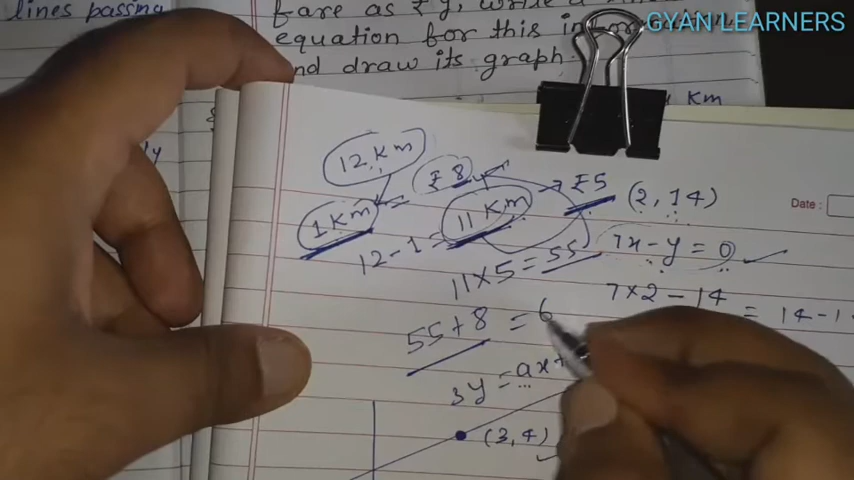 GYAN LEARNERS
lines passing
fare as ₹ y, write a
equation for this
and draw its graph
km
12 km
₹ 8
₹5
(2, 14)
Date :
1 km
11 km
12-1=
11×5=55
7x-y=0
7×2-14
= 14-1
55+8 = 6
3y=ax+
(3,4)